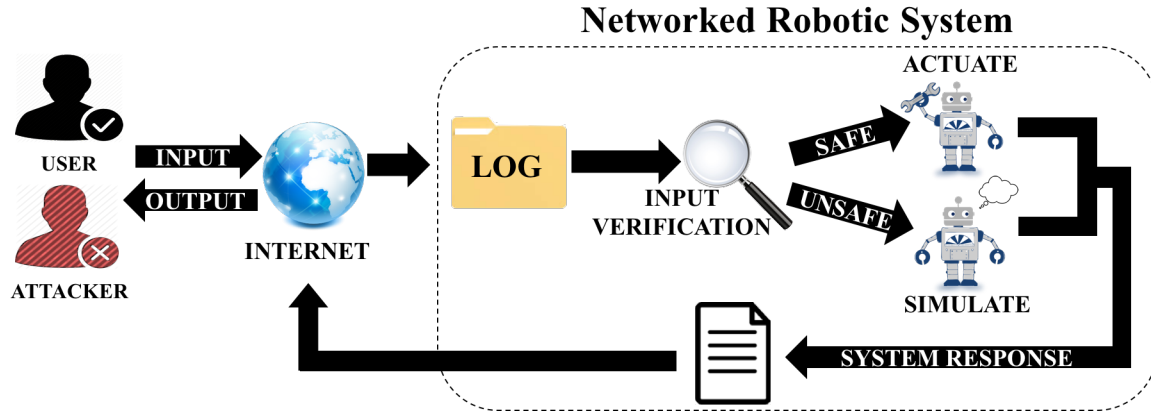 Networked Robotic System
ACTUATE
USER
INPUT
OUTPUT
ATTACKER
INTERNET
LOG
INPUT
VERIFICATION
SAFE
UNSAFE
SIMULATE
SYSTEM RESPONSE